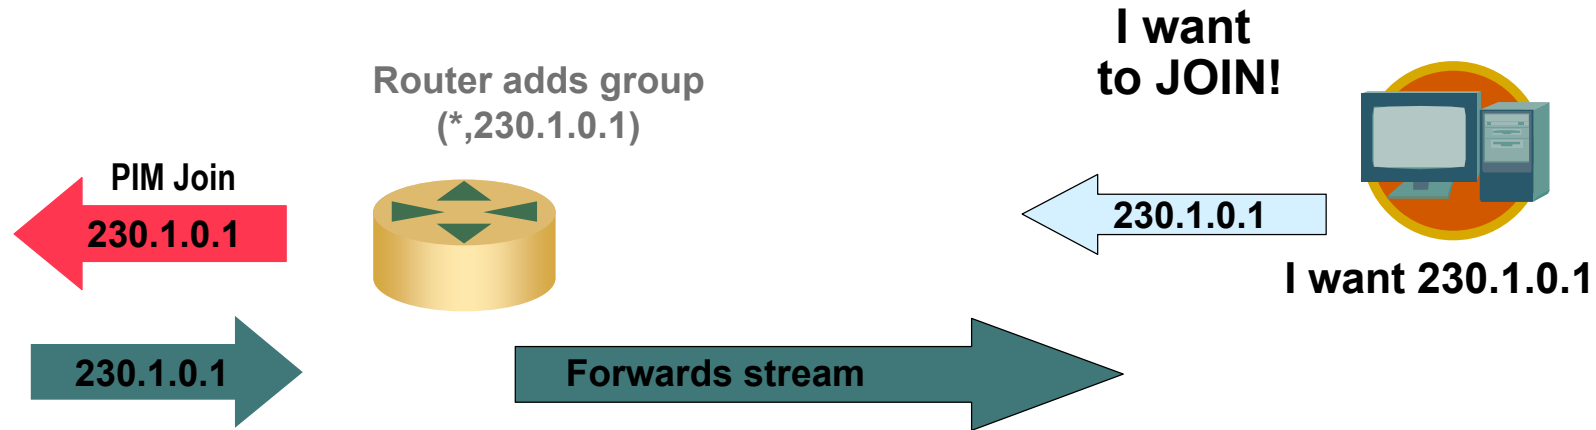 I want
to JOIN!
Router adds group
(*,230.1.0.1)
PIM Join
230.1.0.1
230.1.0.1
I want 230.1.0.1
230.1.0.1
Forwards stream